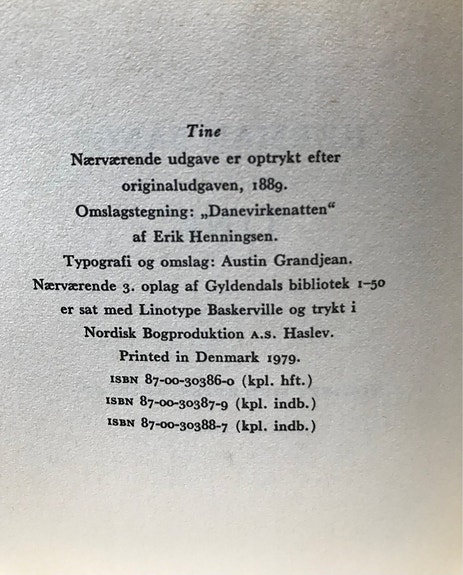 Tine
Nærværende udgave er optrykt efter
originaludgaven, 1889.
Omslagstegning: „Danevirkenatten“
af Erik Henningsen.
Typografi og omslag: Austin Grandjean.
Nærværende 3. oplag af Gyldendals bibliotek 1-50
er sat med Linotype Baskerville og trykt i
Nordisk Bogproduktion A.S. Haslev.
Printed in Denmark 1979.
ISBN 87-00-30386-0 (kpl. hft.)
ISBN 87-00-30387-9 (kpl. indb.)
ISBN 87-00-30388-7 (kpl. indb.)